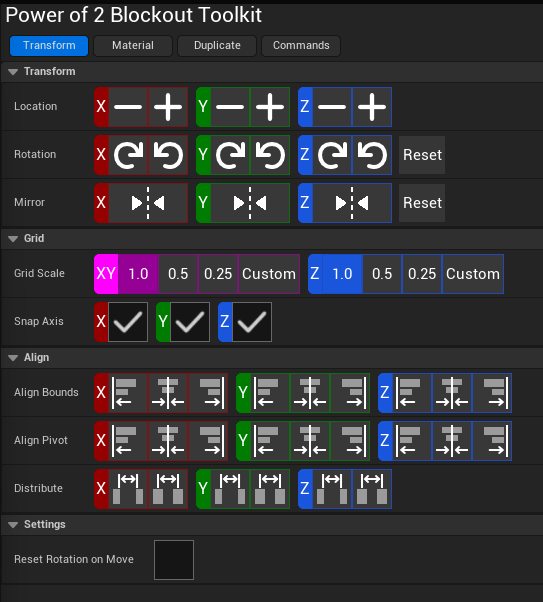 Power of 2 Blockout Toolkit
Transform Material Duplicate Commands
Transform
Location X Y Z
Rotation X Y Z Reset
Mirror X Y Z Reset
Grid
Grid Scale XY 1.0 0.5 0.25 Custom Z 1.0 0.5 0.25 Custom
Snap Axis X Y Z
Align
Align Bounds X Y Z
Align Pivot X Y Z
Distribute X Y Z
Settings
Reset Rotation on Move